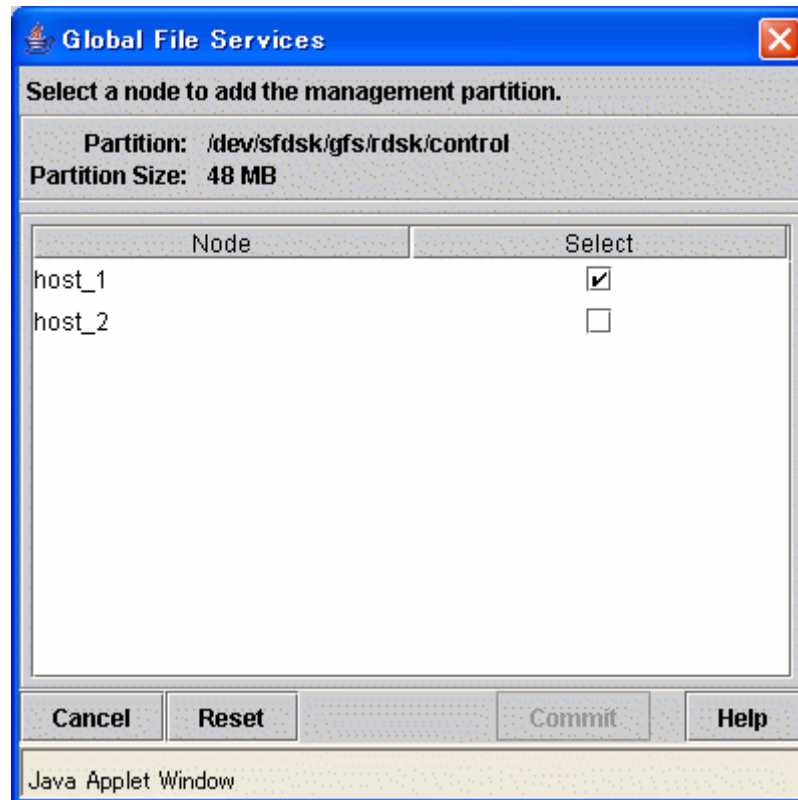 Global File Services
Select a node to add the management partition.
Partition: /dev/sfdsk/gfs/rdsk/control
Partition Size: 48 MB
Node Select
host_1
host_2
Cancel Reset Commit Help
Java Applet Window